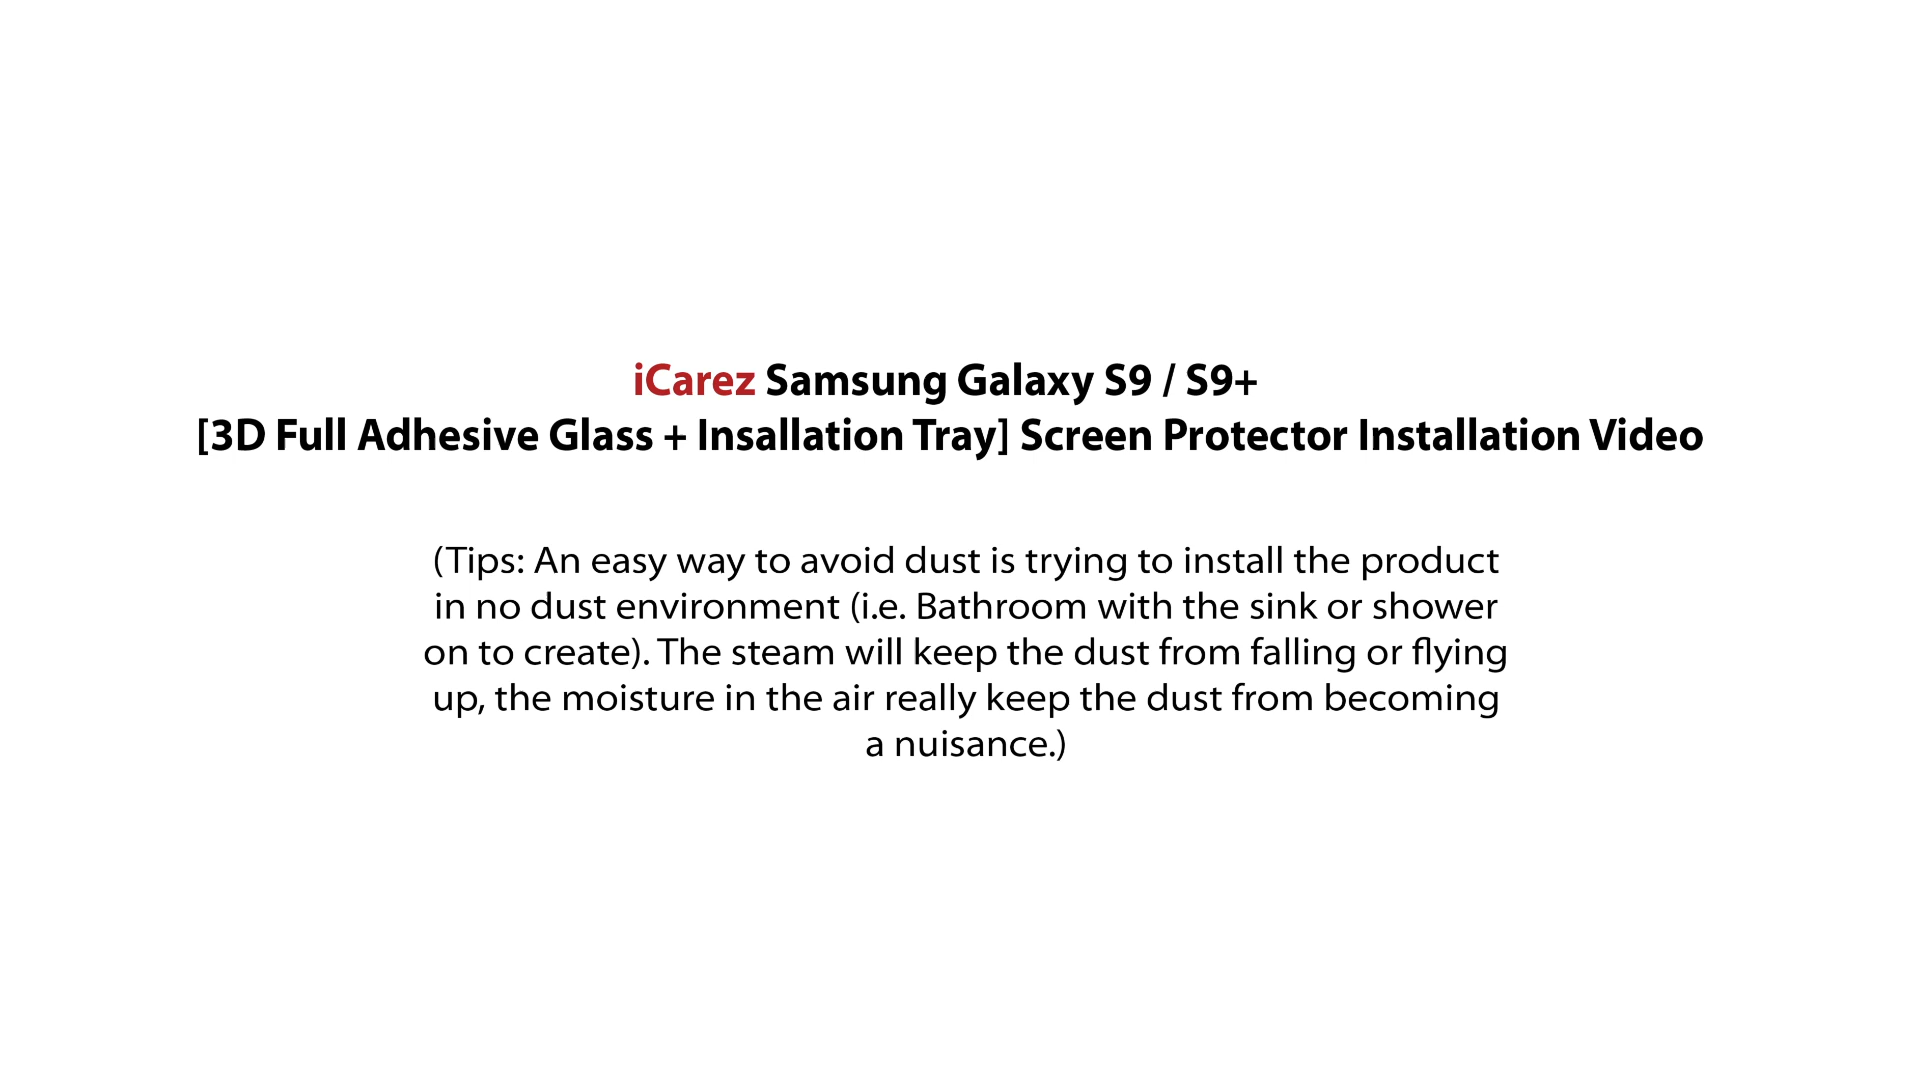 iCarez Samsung Galaxy S9 / S9+
[3D Full Adhesive Glass + Insallation Tray] Screen Protector Installation Video
(Tips: An easy way to avoid dust is trying to install the product
in no dust environment (i.e. Bathroom with the sink or shower
on to create). The steam will keep the dust from falling or flying
up, the moisture in the air really keep the dust from becoming
a nuisance.)